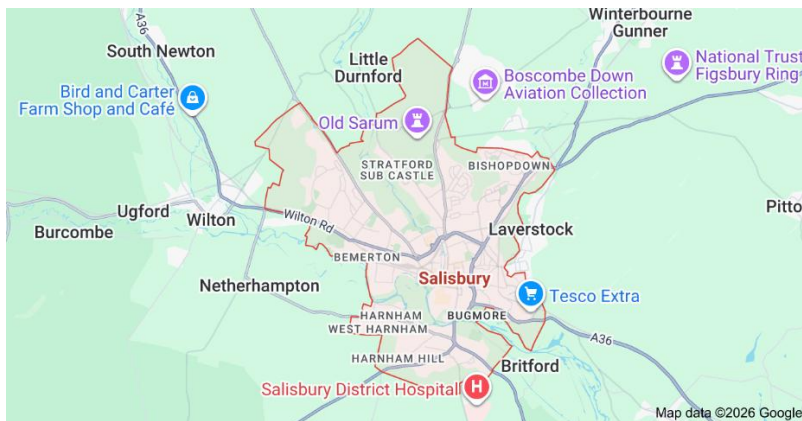 A36
Winterbourne
Gunner
South Newton
Little
Durnford
National Trust
Figsbury Ring
Bird and Carter
Farm Shop and Café
Boscombe Down
Aviation Collection
Old Sarum
STRATFORD
SUB CASTLE
BISHOPDOWN
Ugford
Wilton
Wilton Rd
Laverstock
Pitto
Burcombe
BEMERTON
Netherhampton
Salisbury
Tesco Extra
HARNHAM
WEST HARNHAM
BUGMORE
A36
HARNHAM HILL
Britford
Salisbury District Hospital
H
Map data ©2026 Google